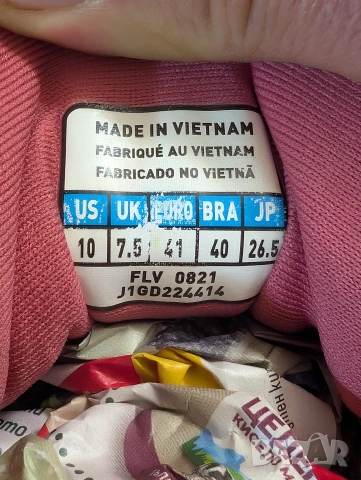 MADE IN VIETNAM
FABRIQUÉ AU VIETNAM
FABRICADO NO VIETNÃ
US UK EURO BRA JP
10 7.5 41 40 26.5
FLV 0821
J1GD224414
BAZAR